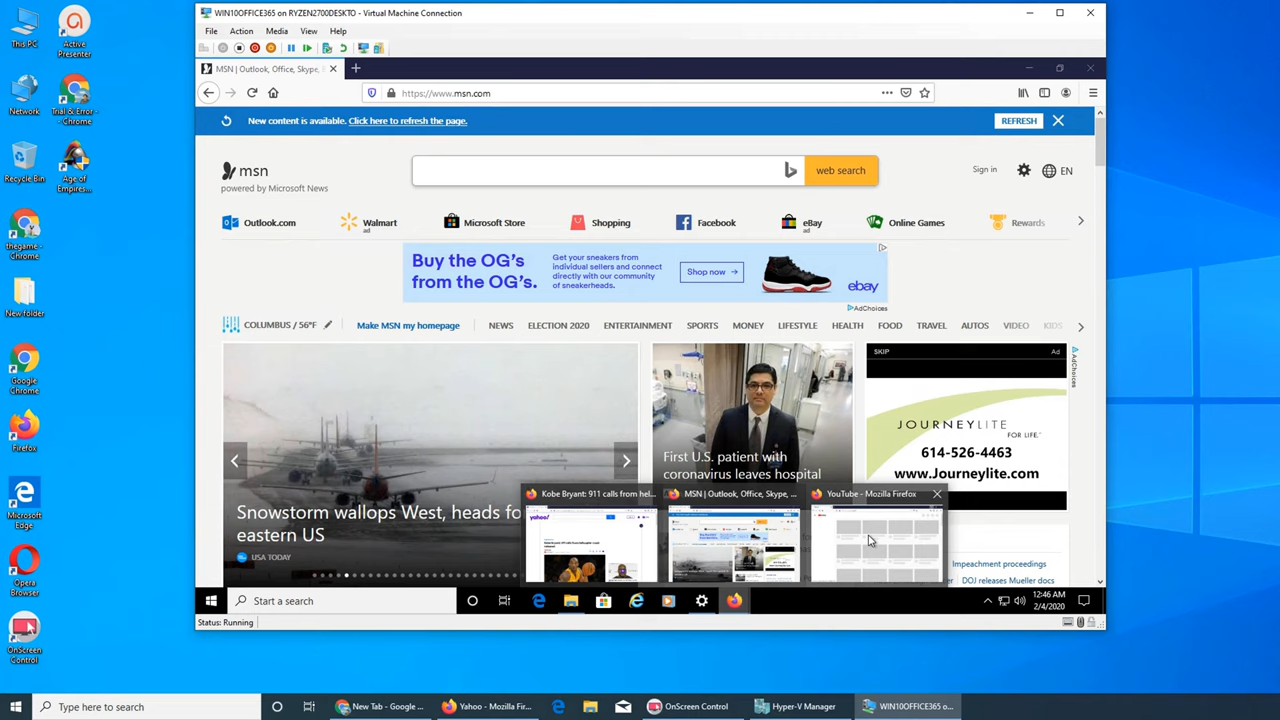 WIN10OFFICE365 on RYZEN2700DESKTO - Virtual Machine Connection
File Action Media View Help
MSN | Outlook, Office, Skype,
https://www.msn.com
New content is available. Click here to refresh the page.
REFRESH
msn
powered by Microsoft News
web search
Sign in
EN
Outlook.com
Walmart
ad
Microsoft Store
Shopping
Facebook
eBay
ad
Online Games
Rewards
Buy the OG's
from the OG's.
Get your sneakers from
individual sellers and connect
directly with our community
of sneakerheads.
Shop now →
ebay
AdChoices
COLUMBUS / 56°F
Make MSN my homepage
NEWS ELECTION 2020 ENTERTAINMENT SPORTS MONEY LIFESTYLE HEALTH FOOD TRAVEL AUTOS VIDEO KIDS
Snowstorm wallops West, heads fo
eastern US
USA TODAY
First U.S. patient with
coronavirus leaves hospital
SKIP
Ad
AdChoices
JOURNEYLITE
FOR LIFE.
614-526-4463
www.Journeylite.com
Impeachment proceedings
DOJ releases Mueller docs
Kobe Bryant: 911 calls from hel...
MSN | Outlook, Office, Skype, ...
YouTube - Mozilla Firefox
yahoo!
Start a search
12:46 AM
2/4/2020
Status: Running
This PC
Active
Presenter
Network
Trial & Error -
- Chrome
Recycle Bin
Age of
Empires...
thegame -
Chrome
New folder
Google
Chrome
Firefox
Microsoft
Edge
Opera
Browser
OnScreen
Control
Type here to search
New Tab - Google ...
Yahoo - Mozilla Fir...
OnScreen Control
Hyper-V Manager
WIN10OFFICE365 o...